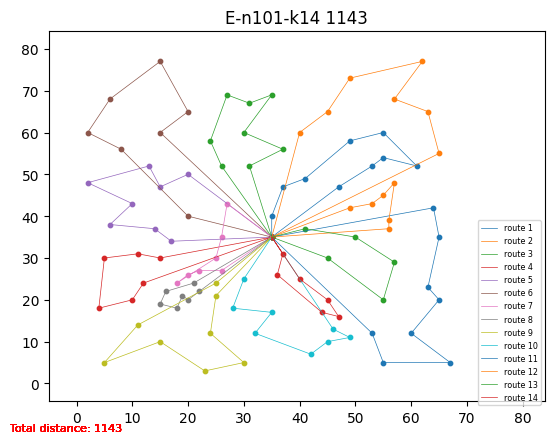 E-n101-k14 1143
80
70
60
50
40
30
20
10
0
0 10 20 30 40 50 60 70 80
route 1
route 2
route 3
route 4
route 5
route 6
route 7
route 8
route 9
route 10
route 11
route 12
route 13
route 14
Total distance: 1143